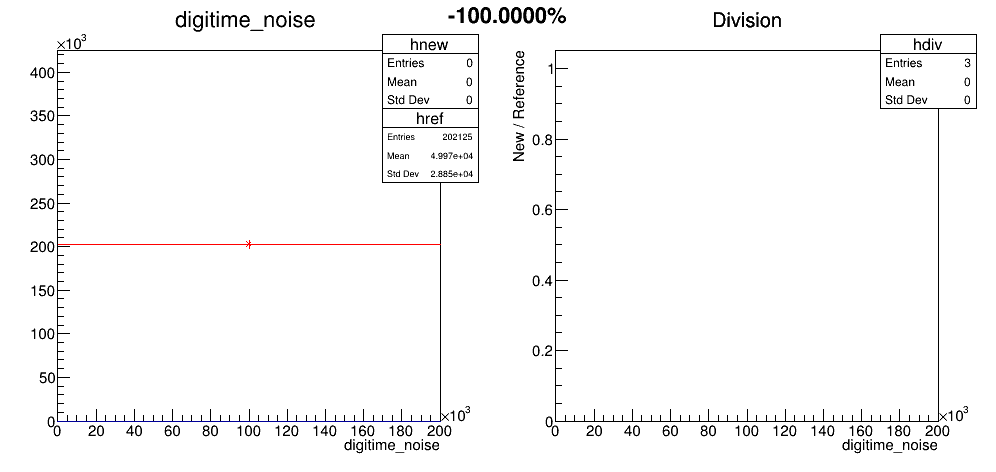 digitime_noise
-100.0000%
Division
×10³
hnew
Entries 0
Mean 0
Std Dev 0
href
Entries 202125
Mean 4.997e+04
Std Dev 2.885e+04
400
350
300
250
200
150
100
50
0
0 20 40 60 80 100 120 140 160 180 200
×10³
digitime_noise
New / Reference
hdiv
Entries 3
Mean 0
Std Dev 0
1
0.8
0.6
0.4
0.2
0
0 20 40 60 80 100 120 140 160 180 200
×10³
digitime_noise